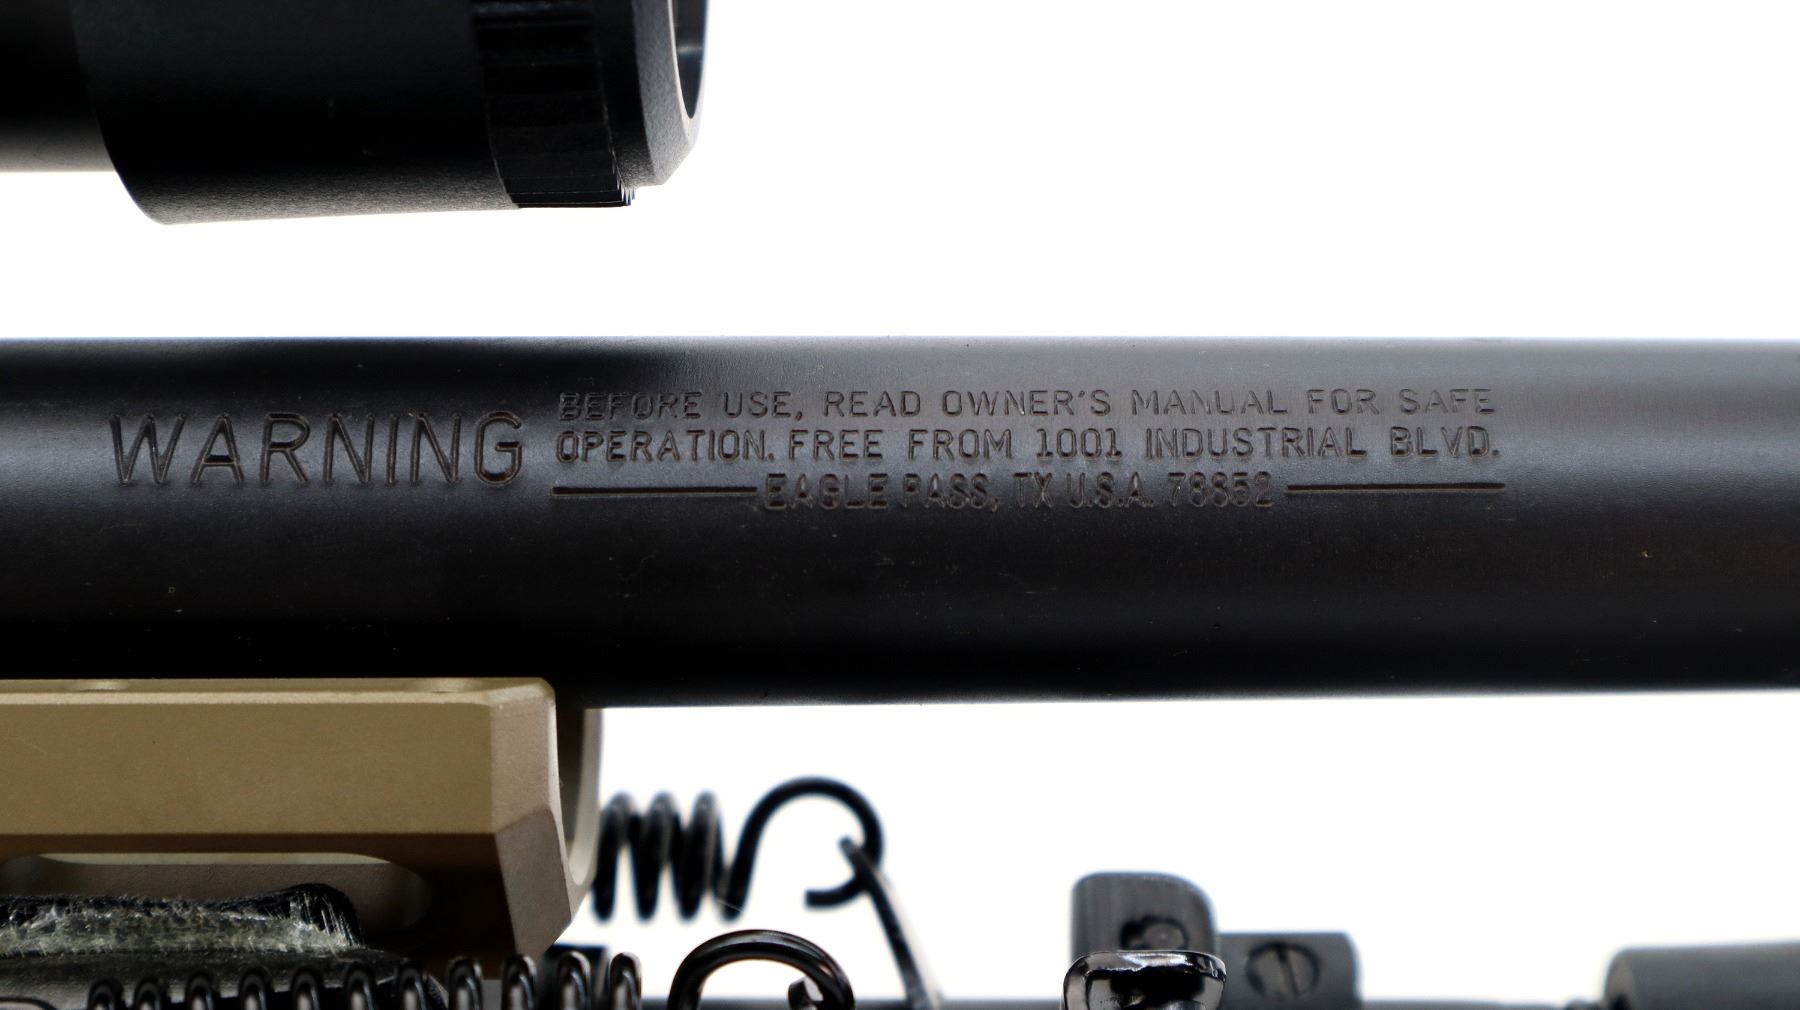 WARNING
BEFORE USE, READ OWNER'S MANUAL FOR SAFE
OPERATION. FREE FROM 1001 INDUSTRIAL BLVD.
EAGLE PASS, TX U.S.A. 78852